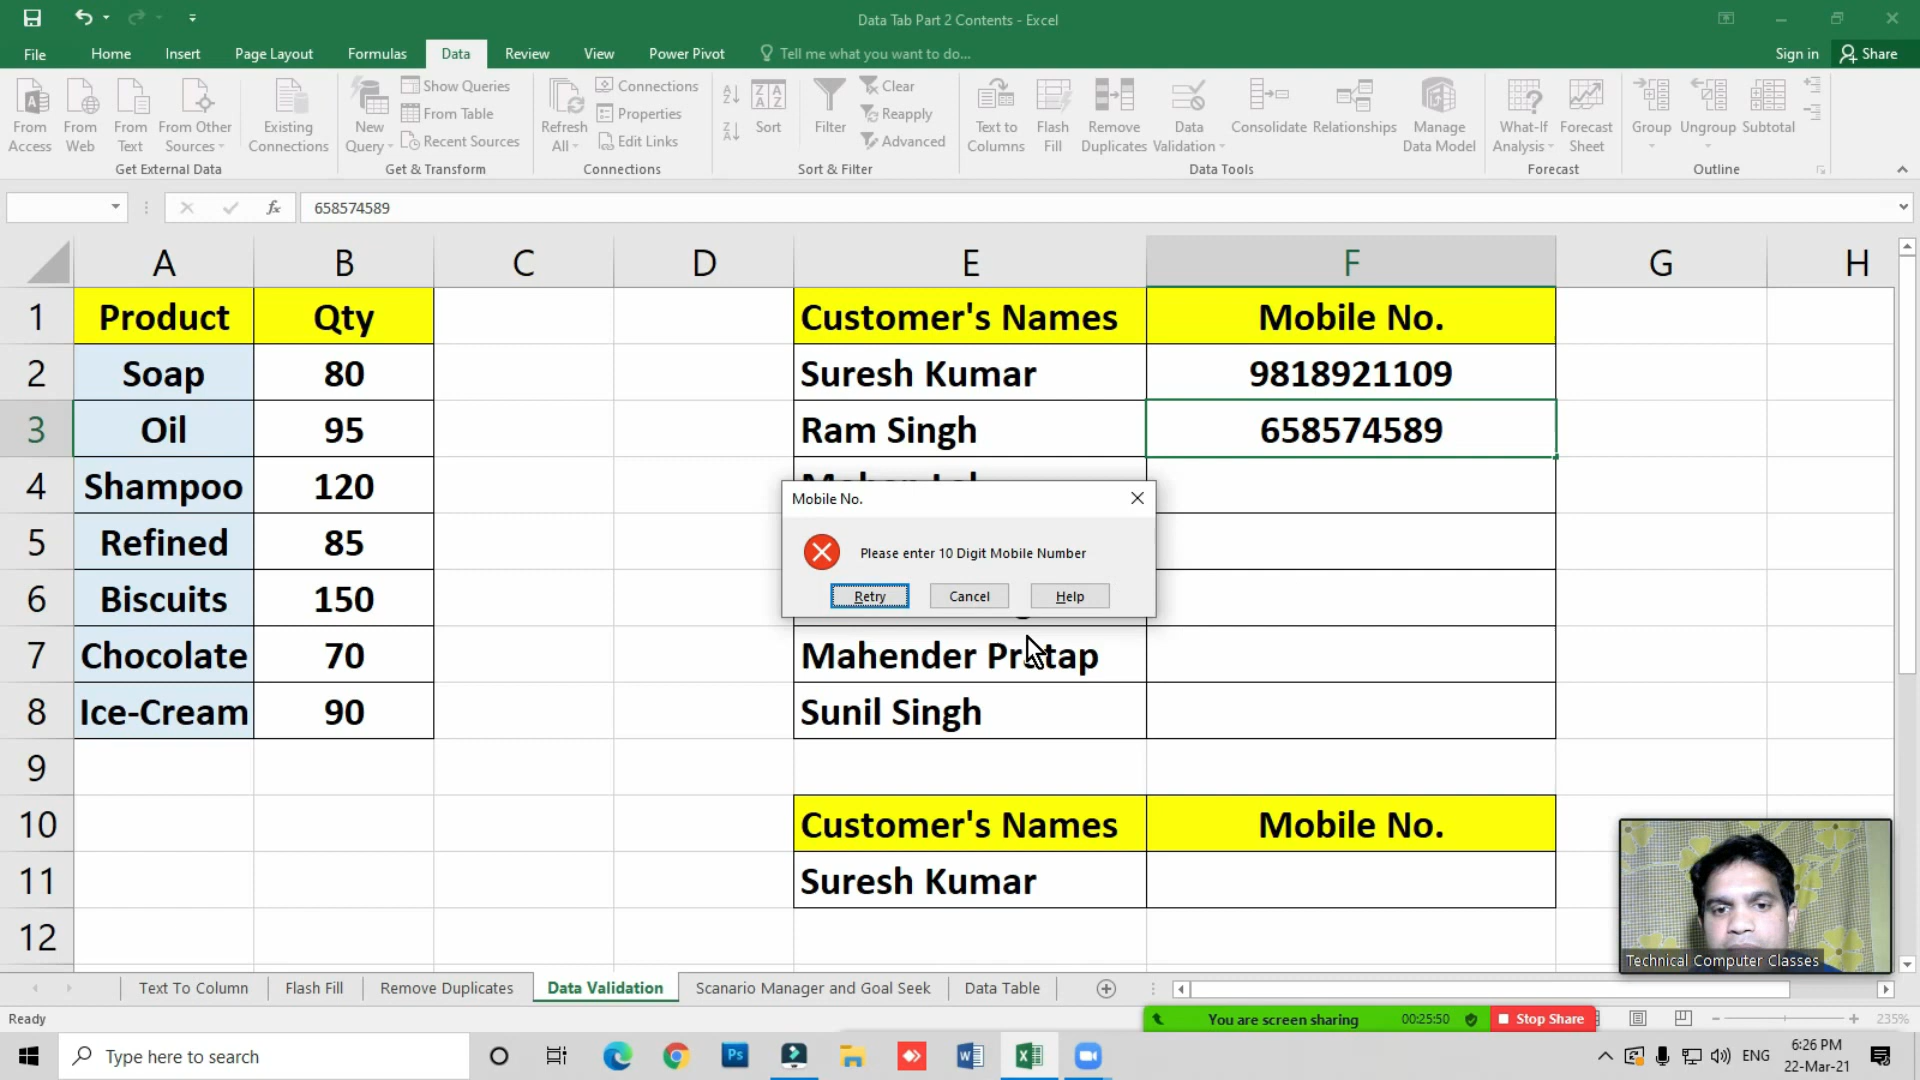 Data Tab Part 2 Contents - Excel
File Home Insert Page Layout Formulas Data Review View Power Pivot Tell me what you want to do... Sign in Share
From Access
From Web
From Text
From Other Sources
Existing Connections
Get External Data
New Query
Show Queries
From Table
Recent Sources
Get & Transform
Refresh All
Connections
Properties
Edit Links
Connections
Sort
Filter
Clear
Reapply
Advanced
Sort & Filter
Text to Columns
Flash Fill
Remove Duplicates
Data Validation
Consolidate
Relationships
Manage Data Model
Data Tools
What-If Analysis
Forecast Sheet
Forecast
Group
Ungroup
Subtotal
Outline
fx 658574589
A B C D E F G H
1 Product Qty Customer's Names Mobile No.
2 Soap 80 Suresh Kumar 9818921109
3 Oil 95 Ram Singh 658574589
4 Shampoo 120
5 Refined 85
6 Biscuits 150
7 Chocolate 70 Mahender Pratap
8 Ice-Cream 90 Sunil Singh
9
10 Customer's Names Mobile No.
11 Suresh Kumar
12
Mobile No.
Please enter 10 Digit Mobile Number
Retry Cancel Help
Technical Computer Classes
Text To Column Flash Fill Remove Duplicates Data Validation Scanario Manager and Goal Seek Data Table
Ready
You are screen sharing 00:25:50 Stop Share
235%
Type here to search
Ps
ENG
6:26 PM
22-Mar-21